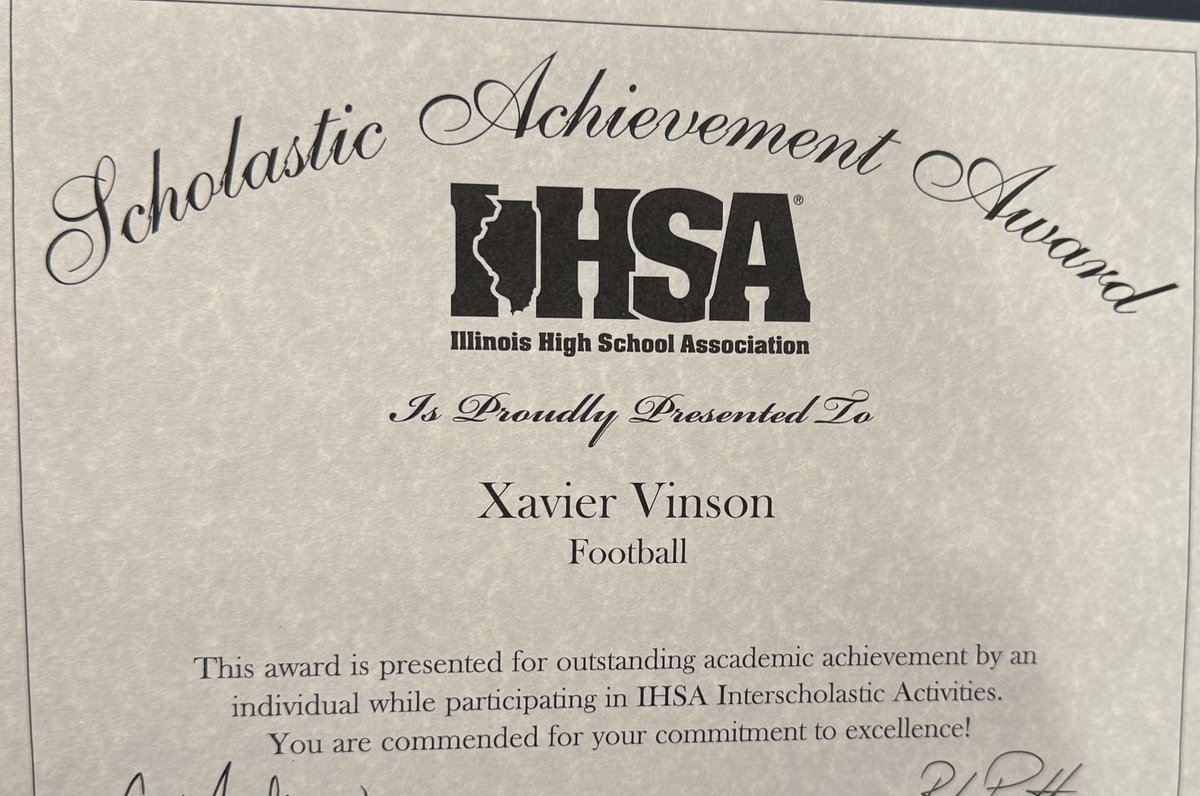 Scholastic Achievement Award
IHSA®
Illinois High School Association
Is Proudly Presented To
Xavier Vinson
Football
This award is presented for outstanding academic achievement by an
individual while participating in IHSA Interscholastic Activities.
You are commended for your commitment to excellence!